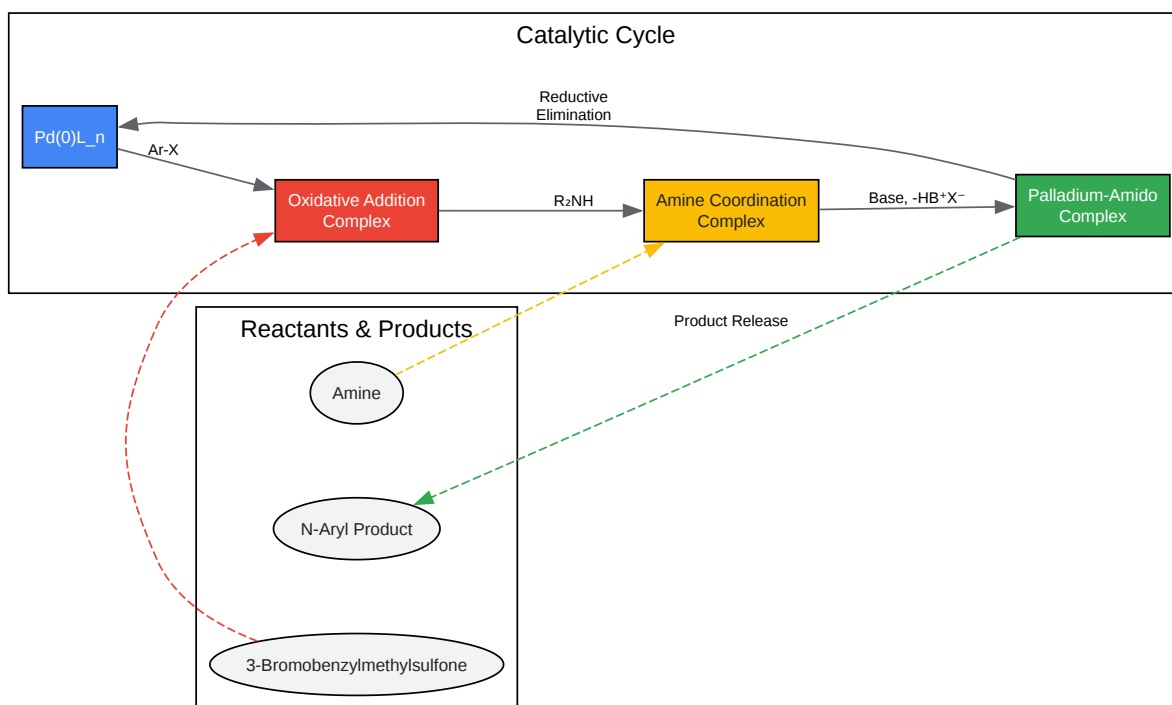 Catalytic Cycle
Reductive
Elimination
Pd(0)L_n
Ar-X
Oxidative Addition
Complex
R₂NH
Amine Coordination
Complex
Base, -HB⁺X⁻
Palladium-Amido
Complex
Reactants & Products
Product Release
Amine
N-Aryl Product
3-Bromobenzylmethylsulfone